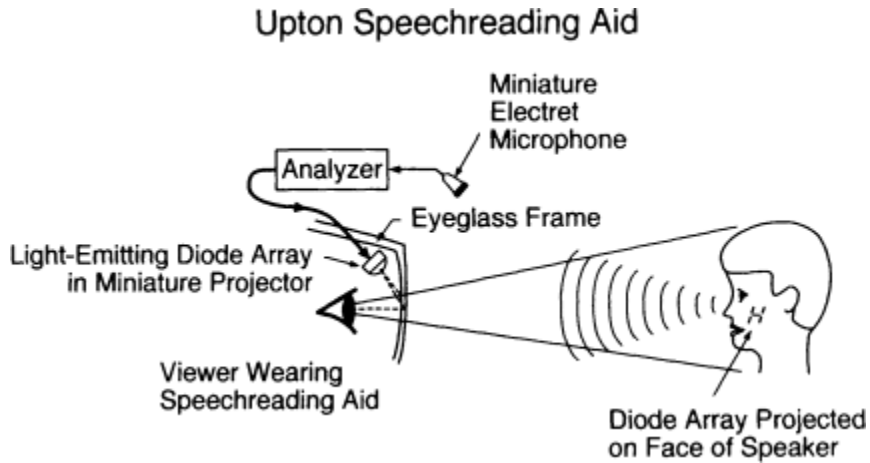 Upton Speechreading Aid
Miniature
Electret
Microphone
Analyzer
Eyeglass Frame
Light-Emitting Diode Array
in Miniature Projector
Viewer Wearing
Speechreading Aid
Diode Array Projected
on Face of Speaker